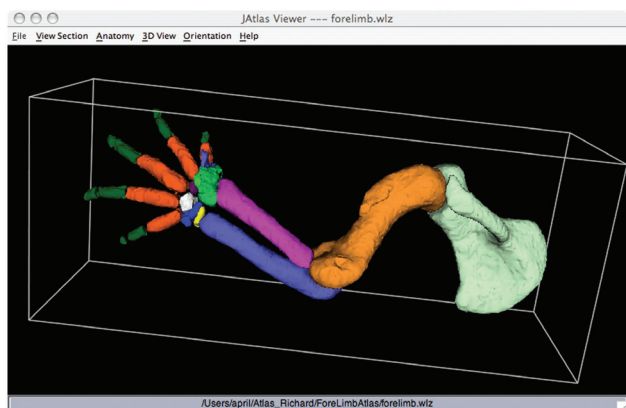 JAtlas Viewer --- forelimb.wlz
File View Section Anatomy 3D View Orientation Help
/Users/april/Atlas_Richard/ForeLimbAtlas/forelimb.wlz